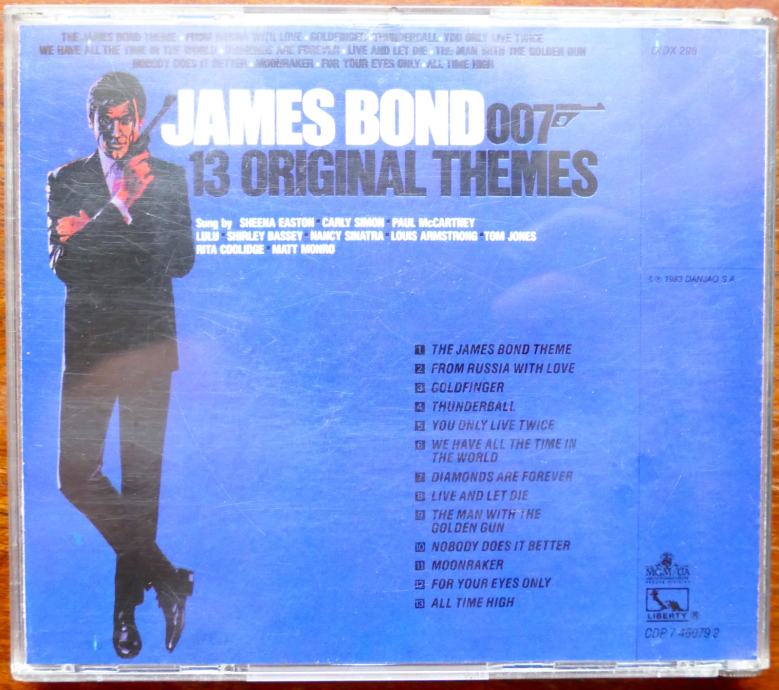 THE JAMES BOND THEME · FROM RUSSIA WITH LOVE · GOLDFINGER · THUNDERBALL · YOU ONLY LIVE TWICE
WE HAVE ALL THE TIME IN THE WORLD · DIAMONDS ARE FOREVER · LIVE AND LET DIE · THE MAN WITH THE GOLDEN GUN
NOBODY DOES IT BETTER · MOONRAKER · FOR YOUR EYES ONLY · ALL TIME HIGH
JAMES BOND 007
13 ORIGINAL THEMES
Sung by SHEENA EASTON · CARLY SIMON · PAUL McCARTNEY
LULU · SHIRLEY BASSEY · NANCY SINATRA · LOUIS ARMSTRONG · TOM JONES
RITA COOLIDGE · MATT MONRO
© ℗ 1983 DANJAQ S.A.
1 THE JAMES BOND THEME
2 FROM RUSSIA WITH LOVE
3 GOLDFINGER
4 THUNDERBALL
5 YOU ONLY LIVE TWICE
6 WE HAVE ALL THE TIME IN
THE WORLD
7 DIAMONDS ARE FOREVER
8 LIVE AND LET DIE
9 THE MAN WITH THE
GOLDEN GUN
10 NOBODY DOES IT BETTER
11 MOONRAKER
12 FOR YOUR EYES ONLY
13 ALL TIME HIGH
MGM/UA
LIBERTY
CDP 7 46079 2